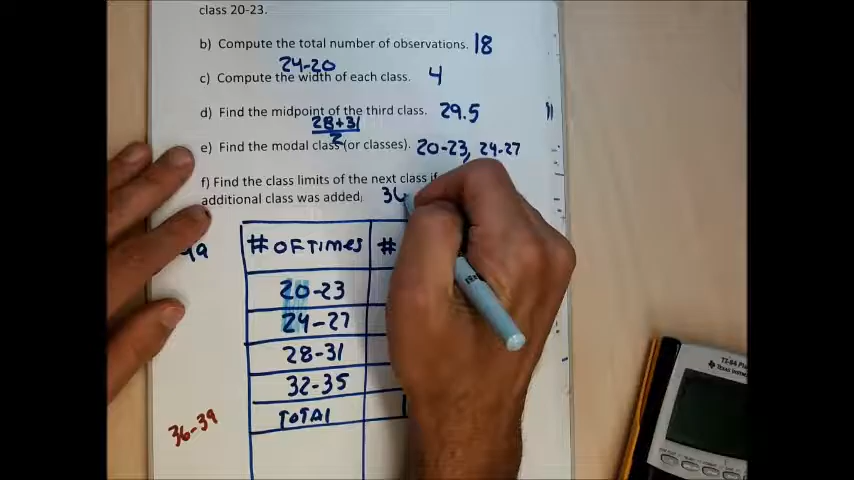 class 20-23.
b) Compute the total number of observations. 18
24-20
c) Compute the width of each class. 4
d) Find the midpoint of the third class. 29.5
28+31
2
e) Find the modal class (or classes). 20-23, 24-27
f) Find the class limits of the next class if
additional class was added 36
# OF TIMES #
20-23
24-27
28-31
32-35
TOTAL
36-39
TI-84